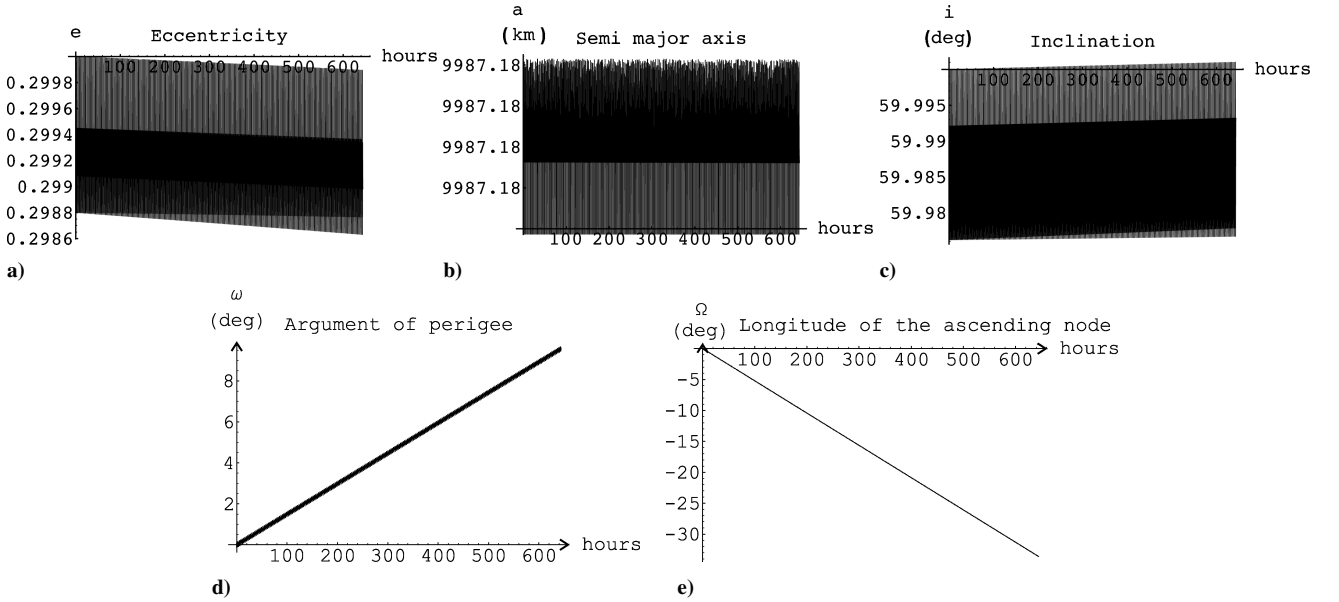 e
Eccentricity
hours
100 200 300 400 500 600
0.2998
0.2996
0.2994
0.2992
0.299
0.2988
0.2986
a)
a
(km)
Semi major axis
9987.18
9987.18
9987.18
9987.18
100 200 300 400 500 600
hours
b)
i
(deg)
Inclination
hours
100 200 300 400 500 600
59.995
59.99
59.985
59.98
c)
ω
(deg)
Argument of perigee
8
6
4
2
100 200 300 400 500 600
hours
d)
Ω
(deg)
Longitude of the ascending node
hours
100 200 300 400 500 600
-5
-10
-15
-20
-25
-30
e)